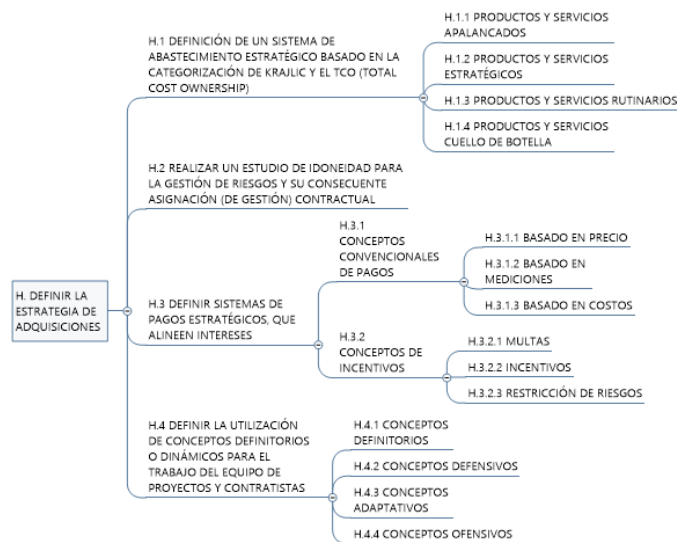 H. DEFINIR LA
ESTRATEGIA DE
ADQUISICIONES
H.1 DEFINICIÓN DE UN SISTEMA DE
ABASTECIMIENTO ESTRATÉGICO BASADO EN LA
CATEGORIZACIÓN DE KRAJLIC Y EL TCO (TOTAL
COST OWNERSHIP)
H.1.1 PRODUCTOS Y SERVICIOS
APALANCADOS
H.1.2 PRODUCTOS Y SERVICIOS
ESTRATÉGICOS
H.1.3 PRODUCTOS Y SERVICIOS RUTINARIOS
H.1.4 PRODUCTOS Y SERVICIOS
CUELLO DE BOTELLA
H.2 REALIZAR UN ESTUDIO DE IDONEIDAD PARA
LA GESTIÓN DE RIESGOS Y SU CONSECUENTE
ASIGNACIÓN (DE GESTIÓN) CONTRACTUAL
H.3 DEFINIR SISTEMAS DE
PAGOS ESTRATÉGICOS, QUE
ALINEEN INTERESES
H.3.1
CONCEPTOS
CONVENCIONALES
DE PAGOS
H.3.1.1 BASADO EN PRECIO
H.3.1.2 BASADO EN
MEDICIONES
H.3.1.3 BASADO EN COSTOS
H.3.2
CONCEPTOS DE
INCENTIVOS
H.3.2.1 MULTAS
H.3.2.2 INCENTIVOS
H.3.2.3 RESTRICCIÓN DE RIESGOS
H.4 DEFINIR LA UTILIZACIÓN
DE CONCEPTOS DEFINITORIOS
O DINÁMICOS PARA EL
TRABAJO DEL EQUIPO DE
PROYECTOS Y CONTRATISTAS
H.4.1 CONCEPTOS
DEFINITORIOS
H.4.2 CONCEPTOS DEFENSIVOS
H.4.3 CONCEPTOS
ADAPTATIVOS
H.4.4 CONCEPTOS OFENSIVOS